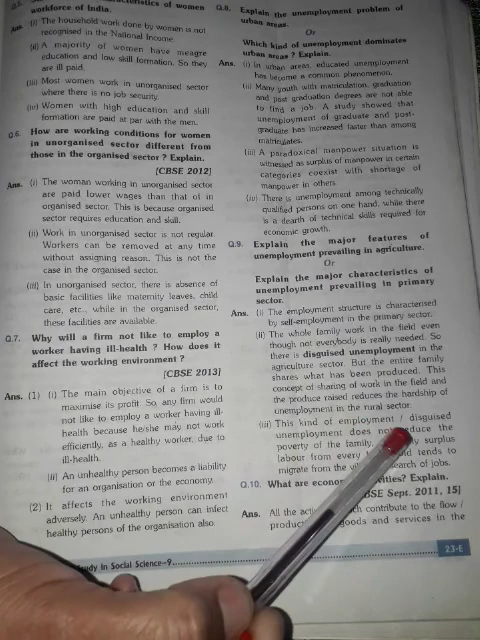 Q.5. characteristics of women
workforce of India.
Ans. (i) The household work done by women is not
recognised in the National Income.
(ii) A majority of women have meagre
education and low skill formation. So they
are ill paid.
(iii) Most women work in unorganised sector
where there is no job security.
(iv) Women with high education and skill
formation are paid at par with the men.
Q.6. How are working conditions for women
in unorganised sector different from
those in the organised sector ? Explain.
[CBSE 2012]
Ans. (i) The woman working in unorganised sector
are paid lower wages than that of in
organised sector. This is because organised
sector requires education and skill.
(ii) Work in unorganised sector is not regular.
Workers can be removed at any time
without assigning reason. This is not the
case in the organised sector.
(iii) In unorganised sector, there is absence of
basic facilities like maternity leaves, child
care, etc., while in the organised sector,
these facilities are available.
Q.7. Why will a firm not like to employ a
worker having ill-health ? How does it
affect the working environment ?
[CBSE 2013]
Ans. (1) (i) The main objective of a firm is to
maximise its profit. So, any firm would
not like to employ a worker having ill-
health because he/she may not work
efficiently, as a healthy worker, due to
ill-health.
(ii) An unhealthy person becomes a liability
for an organisation or the economy.
(2) It affects the working environment
adversely. An unhealthy person can infect
healthy persons of the organisation also.
Q.8. Explain the unemployment problem of
urban areas.
Or
Which kind of unemployment dominates
urban areas ? Explain.
Ans. (i) In urban areas, educated unemployment
has become a common phenomenon.
(ii) Many youth with matriculation, graduation
and post graduation degrees are not able
to find a job. A study showed that
unemployment of graduate and post-
graduate has increased faster than among
matriculates.
(iii) A paradoxical manpower situation is
witnessed as surplus of manpower in certain
categories coexist with shortage of
manpower in others.
(iv) There is unemployment among technically
qualified persons on one hand, while there
is a dearth of technical skills required for
economic growth.
Q.9. Explain the major features of
unemployment prevailing in agriculture.
Or
Explain the major characteristics of
unemployment prevailing in primary
sector.
Ans. (i) The employment structure is characterised
by self-employment in the primary sector.
(ii) The whole family work in the field even
though not everybody is really needed. So
there is disguised unemployment in the
agriculture sector. But the entire family
shares what has been produced. This
concept of sharing of work in the field and
the produce raised reduces the hardship of
unemployment in the rural sector.
(iii) This kind of employment / disguised
unemployment does not reduce the
poverty of the family, surplus
labour from every tends to
migrate from the search of jobs.
Q.10. What are Explain.
CBSE Sept. 2011, 15]
Ans. All the contribute to the flow /
goods and services in the
Study In Social Science-9
23-E